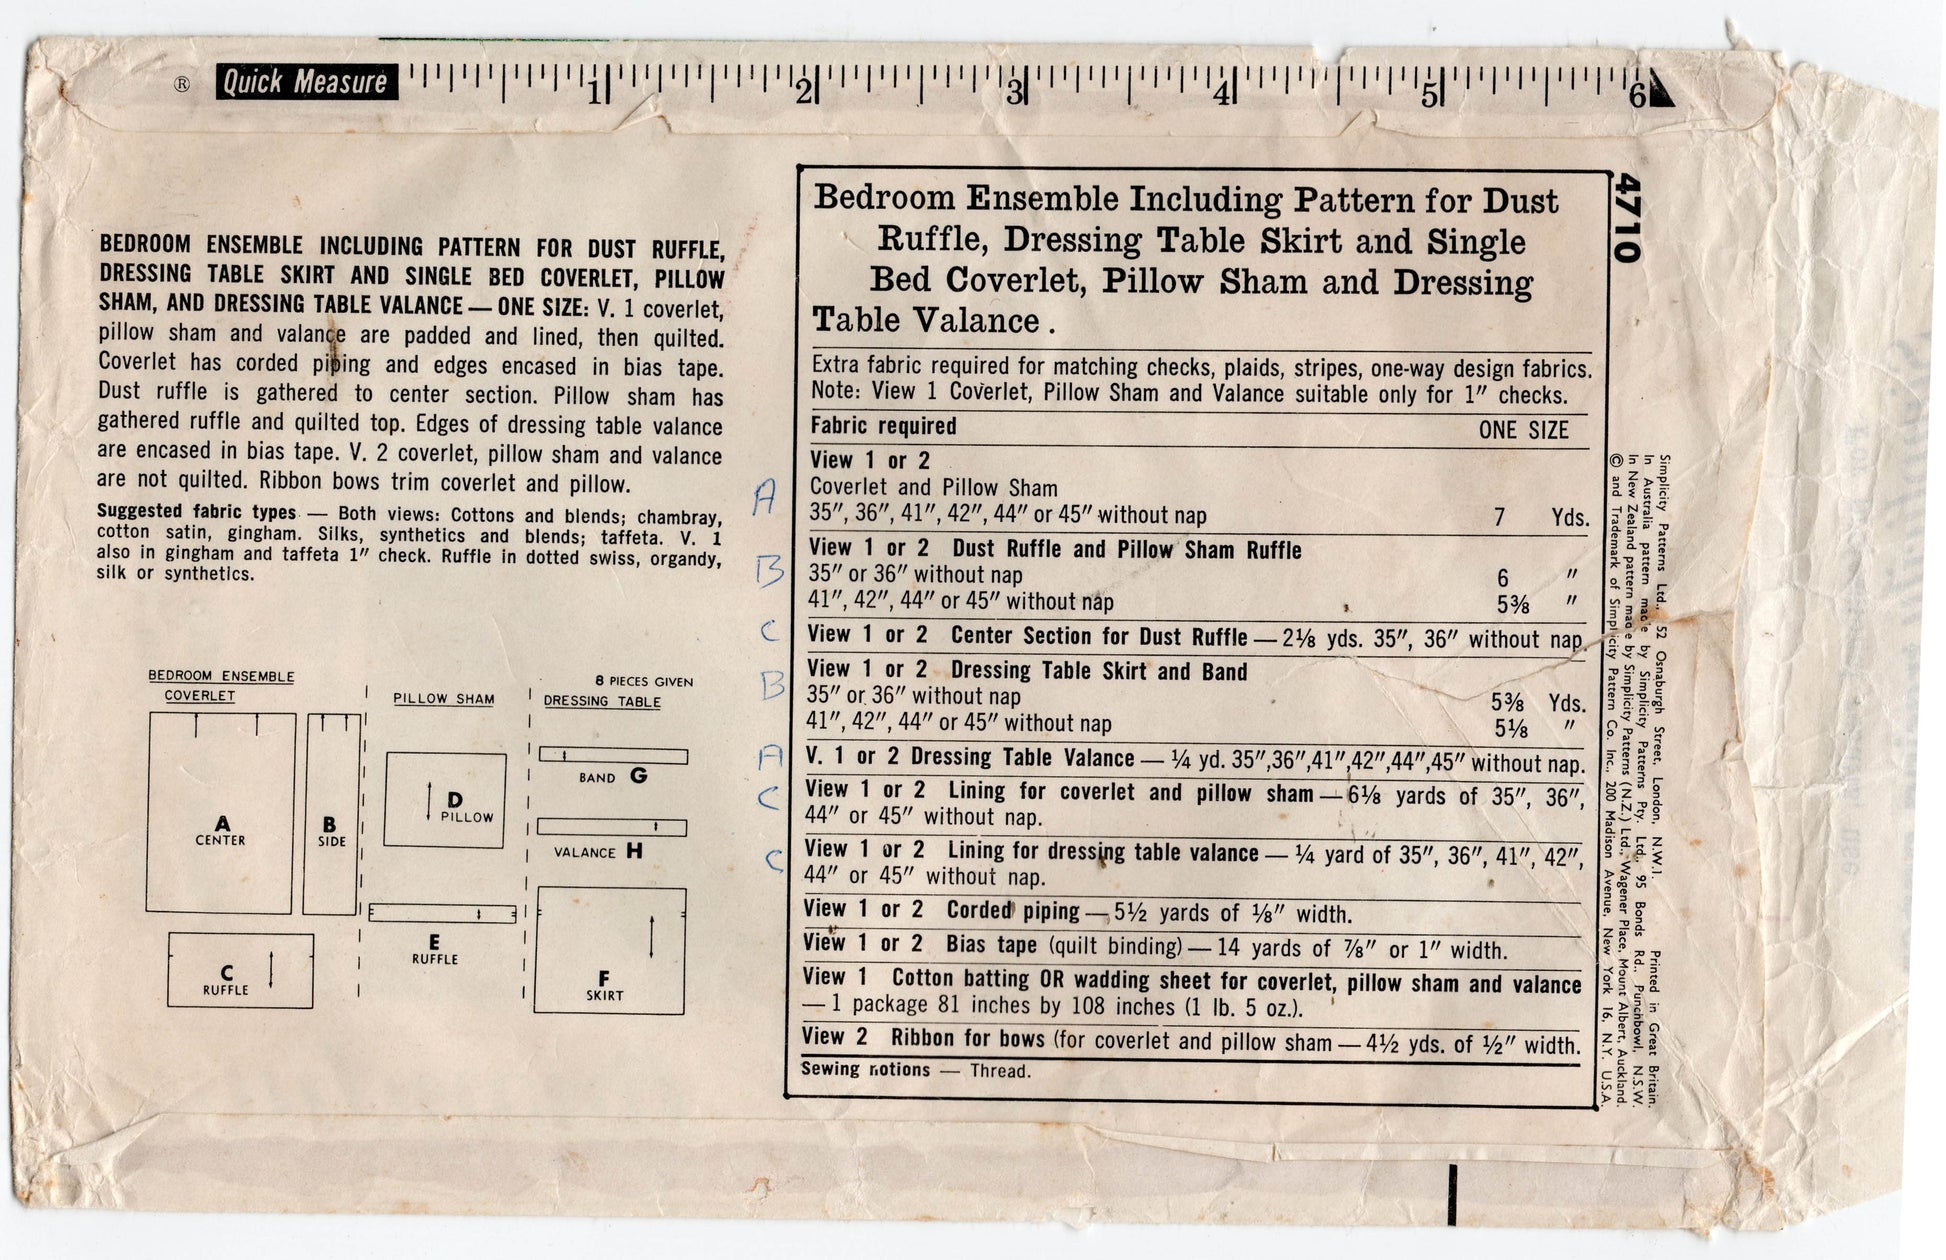 ® Quick Measure 1 2 3 4 5 6
BEDROOM ENSEMBLE INCLUDING PATTERN FOR DUST RUFFLE,
DRESSING TABLE SKIRT AND SINGLE BED COVERLET, PILLOW
SHAM, AND DRESSING TABLE VALANCE — ONE SIZE: V. 1 coverlet,
pillow sham and valance are padded and lined, then quilted.
Coverlet has corded piping and edges encased in bias tape.
Dust ruffle is gathered to center section. Pillow sham has
gathered ruffle and quilted top. Edges of dressing table valance
are encased in bias tape. V. 2 coverlet, pillow sham and valance
are not quilted. Ribbon bows trim coverlet and pillow.
Suggested fabric types — Both views: Cottons and blends; chambray,
cotton satin, gingham. Silks, synthetics and blends; taffeta. V. 1
also in gingham and taffeta 1″ check. Ruffle in dotted swiss, organdy,
silk or synthetics.
BEDROOM ENSEMBLE
COVERLET
A
CENTER
B
SIDE
C
RUFFLE
PILLOW SHAM
D
PILLOW
E
RUFFLE
8 PIECES GIVEN
DRESSING TABLE
BAND G
VALANCE H
F
SKIRT
Bedroom Ensemble Including Pattern for Dust
Ruffle, Dressing Table Skirt and Single
Bed Coverlet, Pillow Sham and Dressing
Table Valance .
Extra fabric required for matching checks, plaids, stripes, one-way design fabrics.
Note: View 1 Coverlet, Pillow Sham and Valance suitable only for 1″ checks.
Fabric required ONE SIZE
View 1 or 2
Coverlet and Pillow Sham
A 35″, 36″, 41″, 42″, 44″ or 45″ without nap 7 Yds.
View 1 or 2 Dust Ruffle and Pillow Sham Ruffle
B 35″ or 36″ without nap 6 ″
41″, 42″, 44″ or 45″ without nap 5⅜ ″
C View 1 or 2 Center Section for Dust Ruffle — 2⅛ yds. 35″, 36″ without nap.
View 1 or 2 Dressing Table Skirt and Band
B 35″ or 36″ without nap 5⅜ Yds.
41″, 42″, 44″ or 45″ without nap 5⅛ ″
A V. 1 or 2 Dressing Table Valance — ¼ yd. 35″,36″,41″,42″,44″,45″ without nap.
C View 1 or 2 Lining for coverlet and pillow sham — 6⅛ yards of 35″, 36″,
44″ or 45″ without nap.
C View 1 or 2 Lining for dressing table valance — ¼ yard of 35″, 36″, 41″, 42″,
44″ or 45″ without nap.
View 1 or 2 Corded piping — 5½ yards of ⅛″ width.
View 1 or 2 Bias tape (quilt binding) — 14 yards of ⅞″ or 1″ width.
View 1 Cotton batting OR wadding sheet for coverlet, pillow sham and valance
— 1 package 81 inches by 108 inches (1 lb. 5 oz.).
View 2 Ribbon for bows (for coverlet and pillow sham — 4½ yds. of ½″ width.
Sewing notions — Thread.
4710
Simplicity Patterns Ltd., 52 Osnaburgh Street, London, N.W.1. Printed in Great Britain.
In Australia pattern made by Simplicity Patterns Pty. Ltd., 95 Bonds Rd., Punchbowl, N.S.W.
In New Zealand pattern made by Simplicity Patterns (N.Z.) Ltd., Wagener Place, Mount Albert, Auckland.
© and Trademark of Simplicity Pattern Co. Inc., 200 Madison Avenue, New York 16, N.Y. U.S.A.